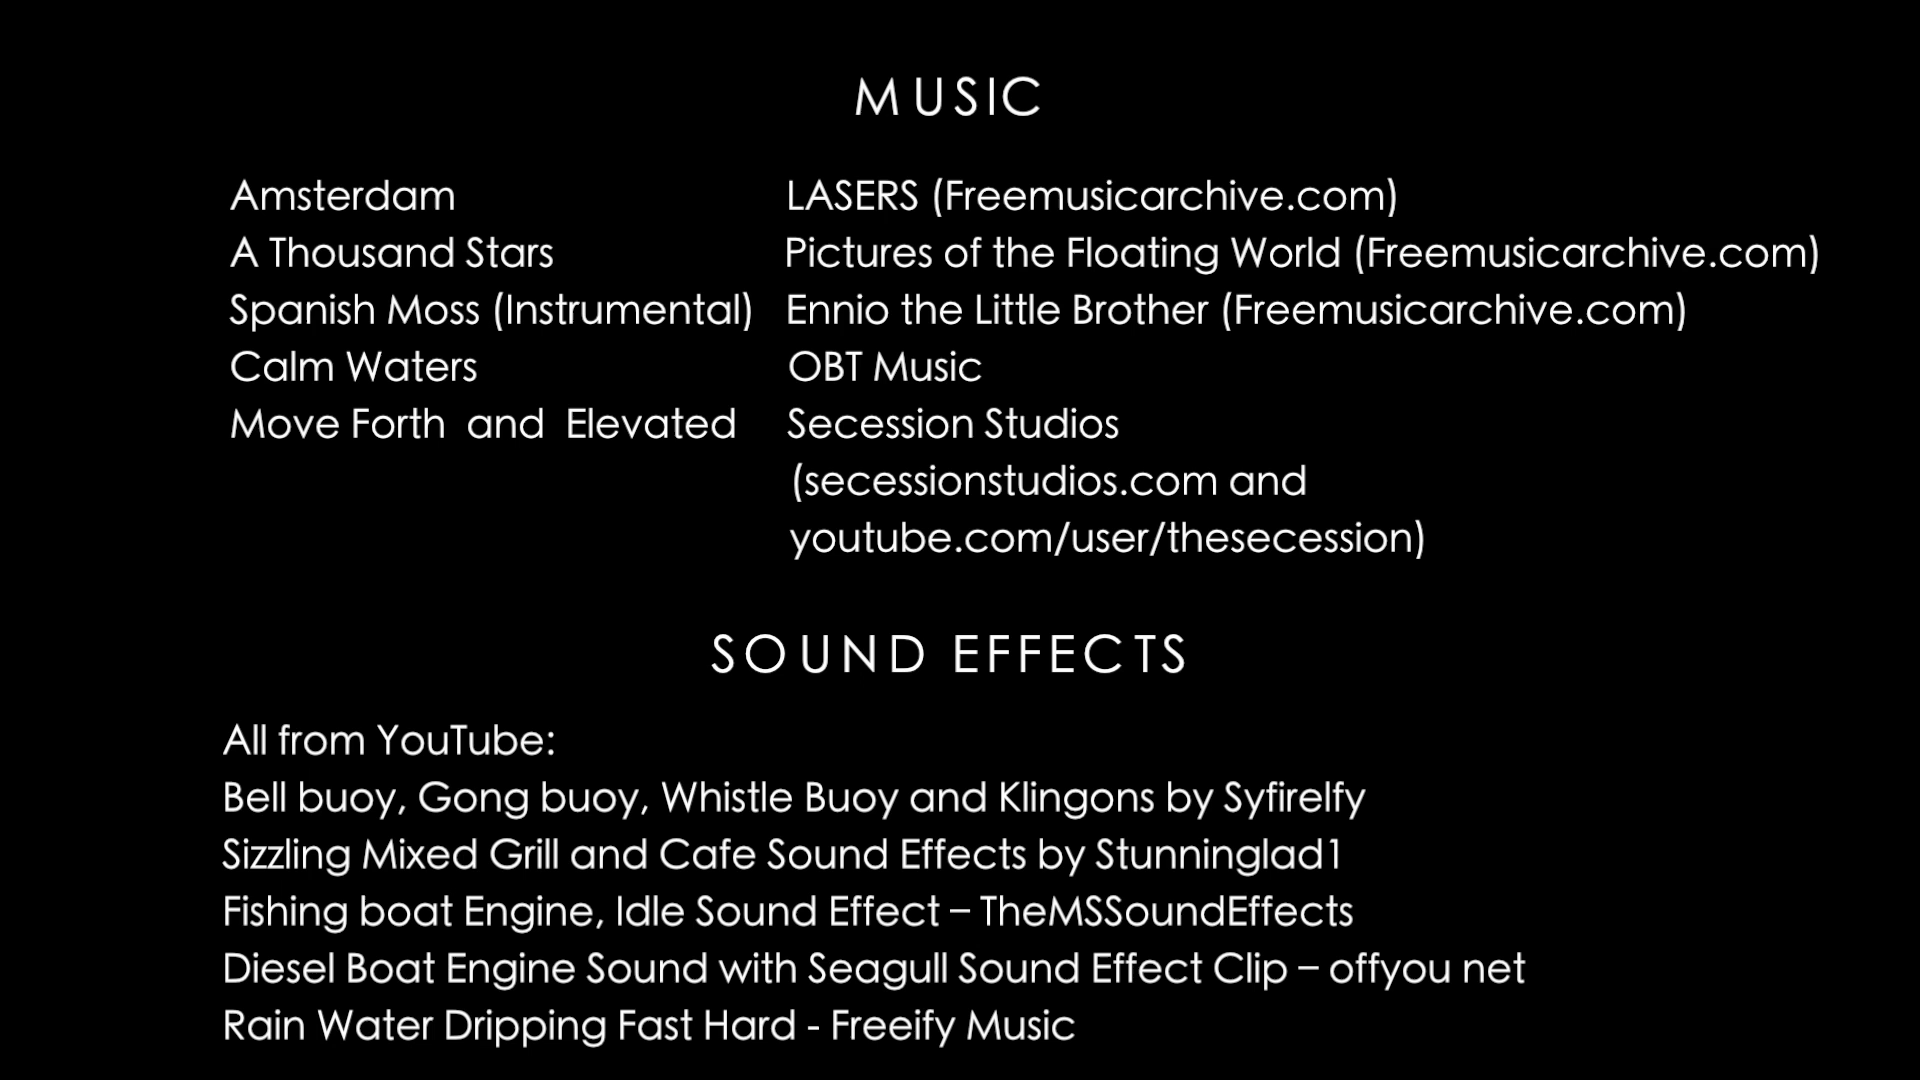 MUSIC
Amsterdam LASERS (Freemusicarchive.com)
A Thousand Stars Pictures of the Floating World (Freemusicarchive.com)
Spanish Moss (Instrumental) Ennio the Little Brother (Freemusicarchive.com)
Calm Waters OBT Music
Move Forth and Elevated Secession Studios
(secessionstudios.com and
youtube.com/user/thesecession)
SOUND EFFECTS
All from YouTube:
Bell buoy, Gong buoy, Whistle Buoy and Klingons by Syfirelfy
Sizzling Mixed Grill and Cafe Sound Effects by Stunninglad1
Fishing boat Engine, Idle Sound Effect – TheMSSoundEffects
Diesel Boat Engine Sound with Seagull Sound Effect Clip – offyou net
Rain Water Dripping Fast Hard - Freeify Music